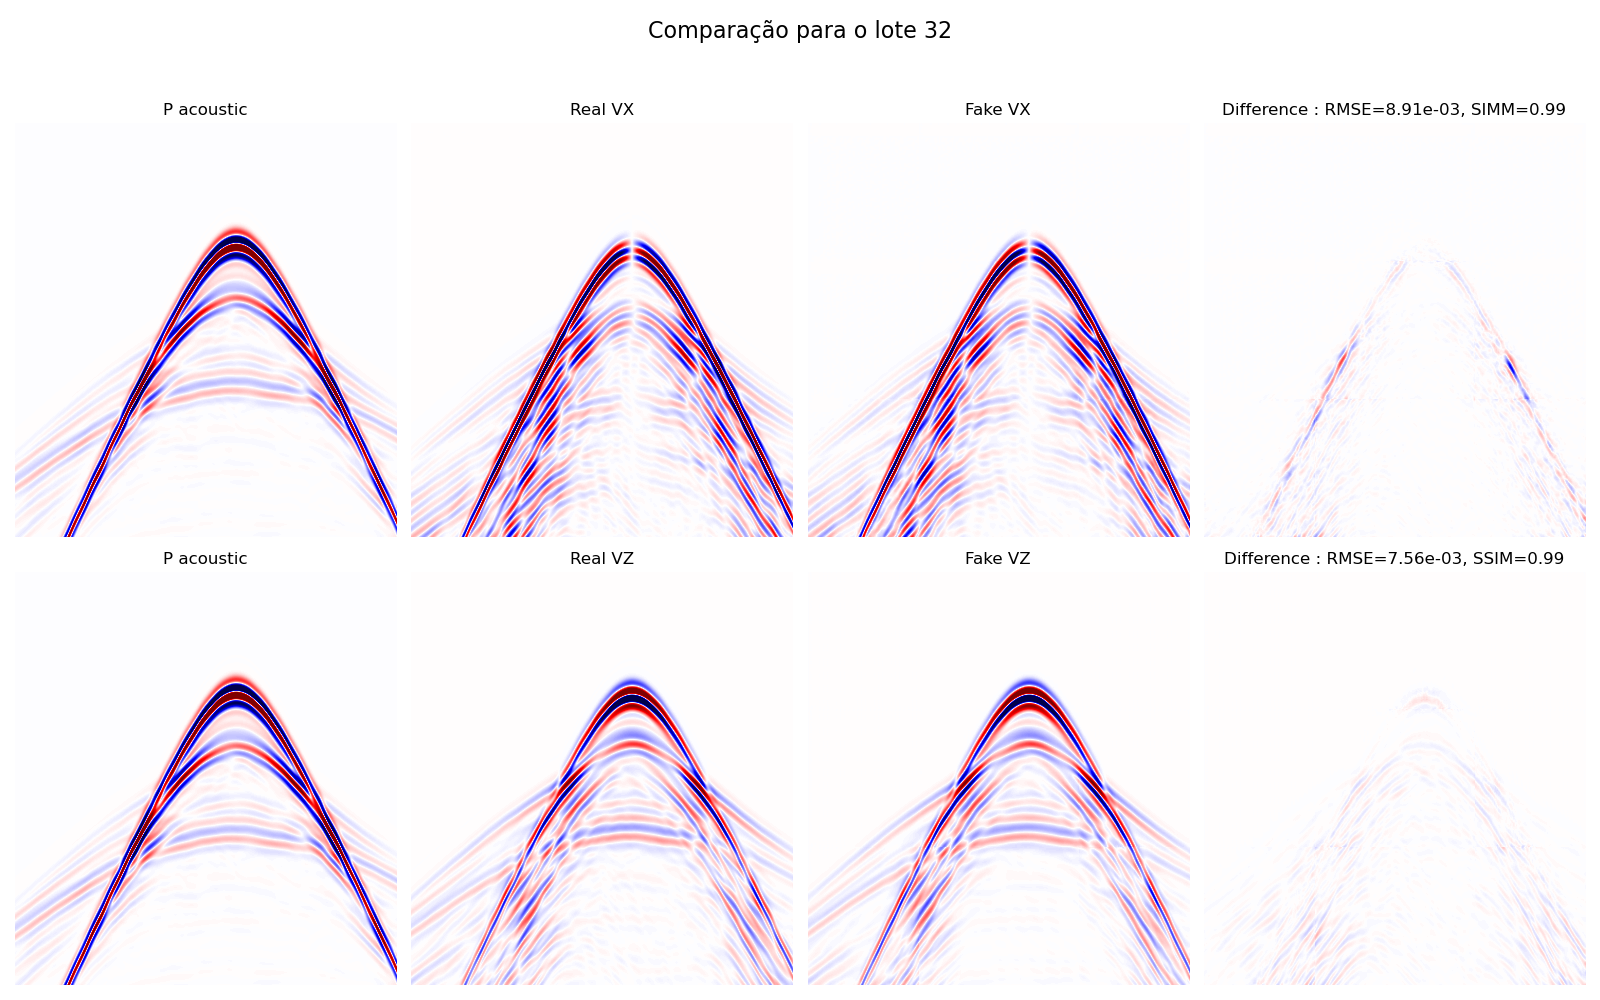 Comparação para o lote 32
P acoustic
Real VX
Fake VX
Difference : RMSE=8.91e-03, SIMM=0.99
P acoustic
Real VZ
Fake VZ
Difference : RMSE=7.56e-03, SSIM=0.99